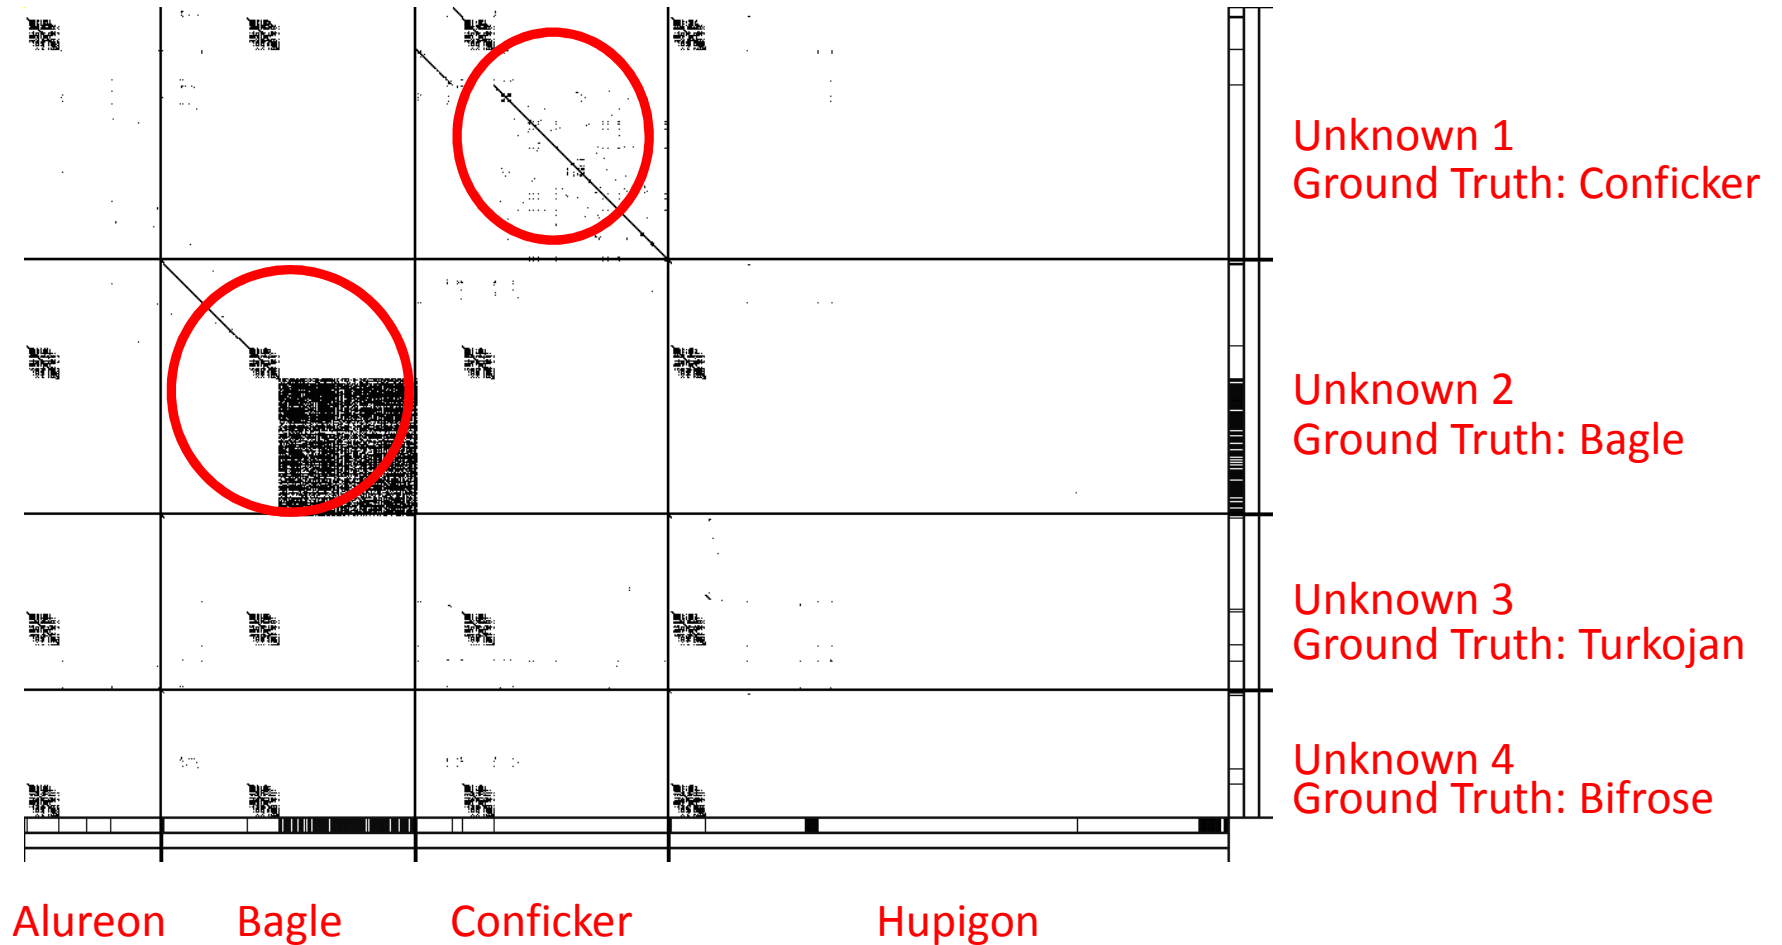 Unknown 1
Ground Truth: Conficker
Unknown 2
Ground Truth: Bagle
Unknown 3
Ground Truth: Turkojan
Unknown 4
Ground Truth: Bifrose
Alureon Bagle Conficker Hupigon